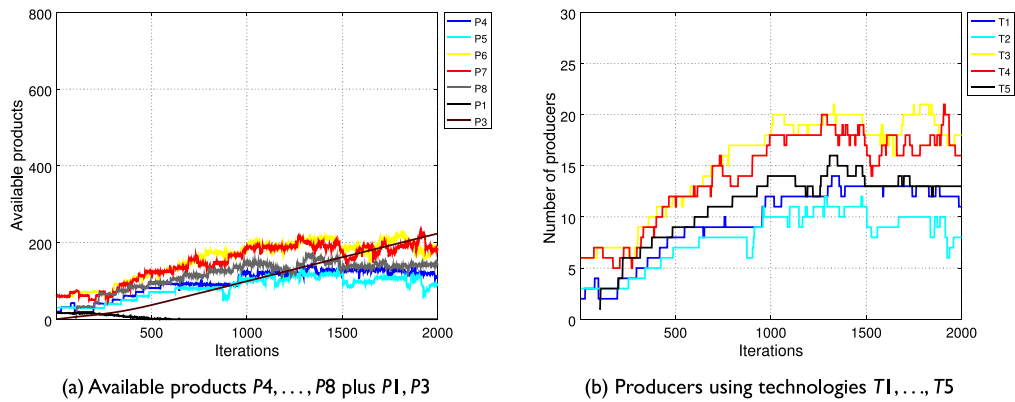 800
600
400
200
0
Available products
500
1000
1500
2000
Iterations
P4
P5
P6
P7
P8
P1
P3
(a) Available products P4, . . . , P8 plus P1, P3
30
25
20
15
10
5
0
Number of producers
500
1000
1500
2000
Iterations
T1
T2
T3
T4
T5
(b) Producers using technologies T1, . . ., T5